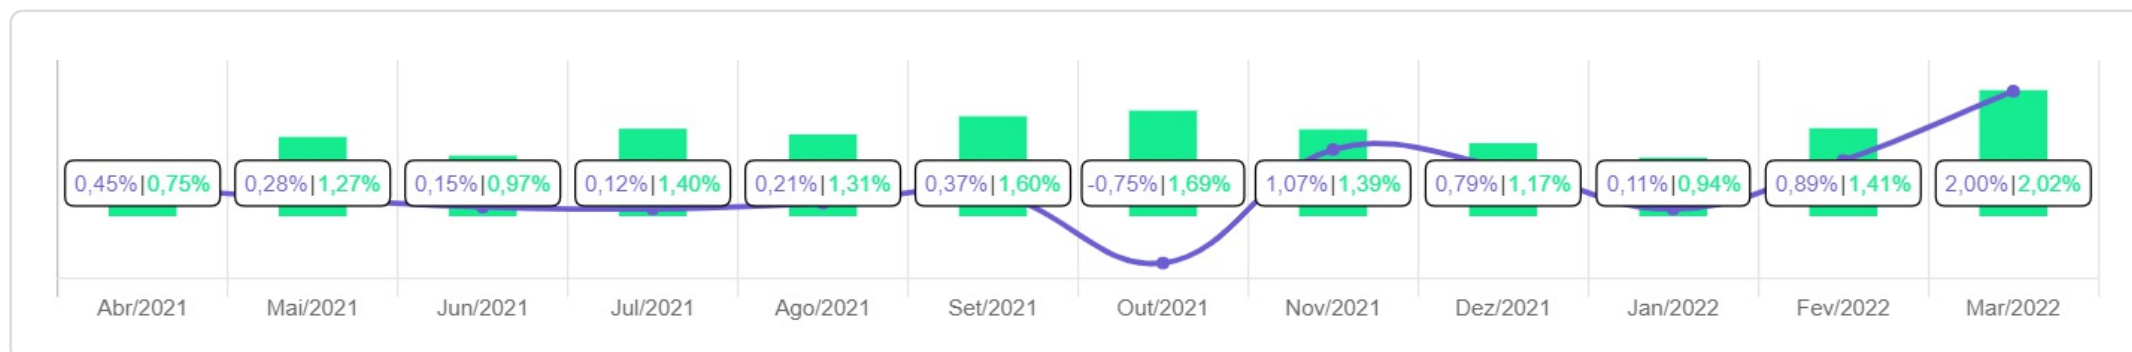 0,45%|0,75% 0,28%|1,27% 0,15%|0,97% 0,12%|1,40% 0,21%|1,31% 0,37%|1,60% -0,75%|1,69% 1,07%|1,39% 0,79%|1,17% 0,11%|0,94% 0,89%|1,41% 2,00%|2,02%
Abr/2021 Mai/2021 Jun/2021 Jul/2021 Ago/2021 Set/2021 Out/2021 Nov/2021 Dez/2021 Jan/2022 Fev/2022 Mar/2022